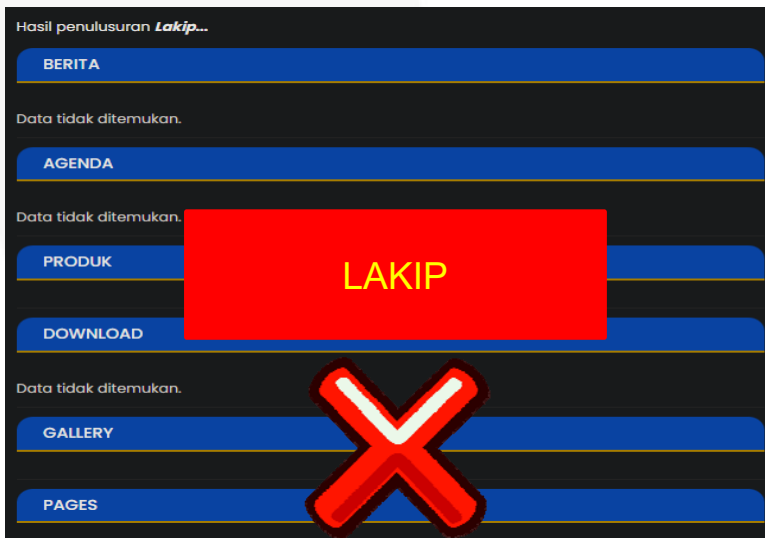 Hasil penulusuran Lakip...
BERITA
Data tidak ditemukan.
AGENDA
Data tidak ditemukan.
LAKIP
PRODUK
DOWNLOAD
Data tidak ditemukan.
GALLERY
PAGES